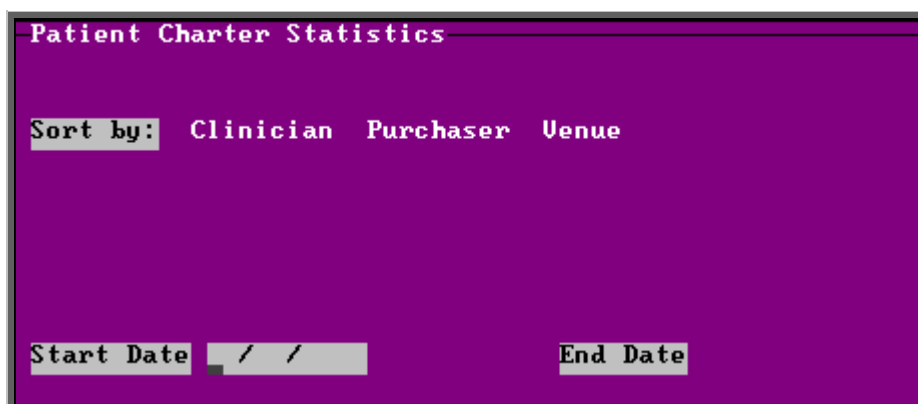 Patient Charter Statistics
Sort by: Clinician Purchaser Venue
Start Date / / End Date